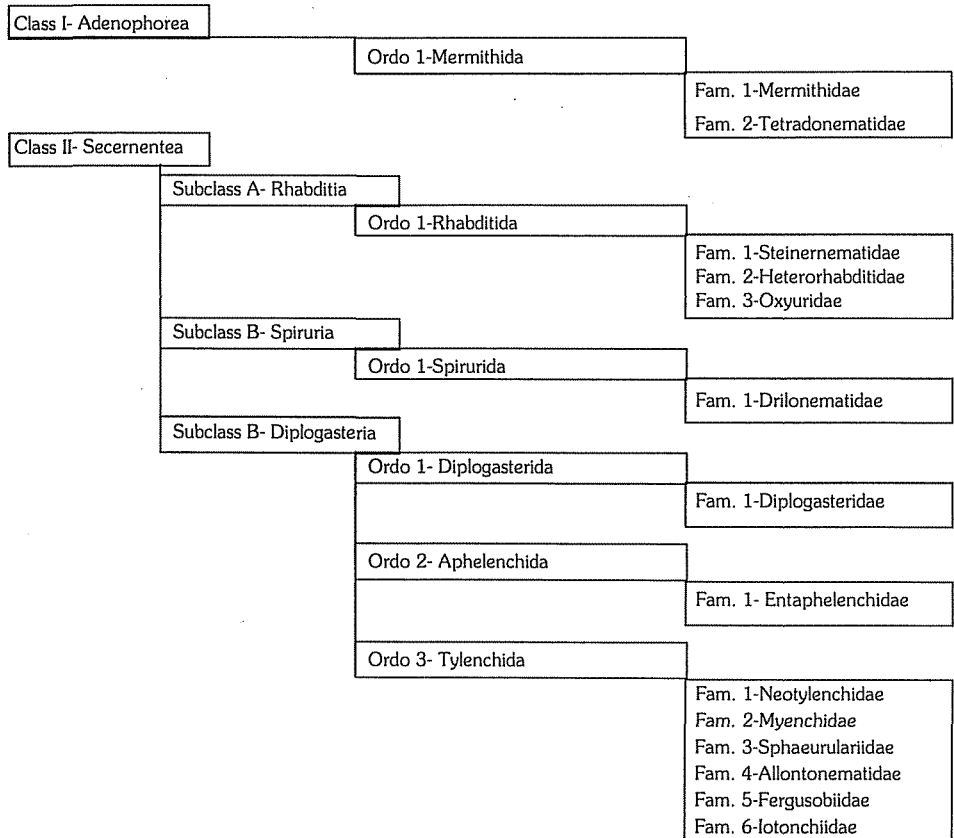 Class I- Adenophorea
Ordo 1-Mermithida
Fam. 1-Mermithidae
Fam. 2-Tetradonematidae
Class II- Secernentea
Subclass A- Rhabditia
Ordo 1-Rhabditida
Fam. 1-Steinernematidae
Fam. 2-Heterorhabditidae
Fam. 3-Oxyuridae
Subclass B- Spiruria
Ordo 1-Spirurida
Fam. 1-Drilonematidae
Subclass B- Diplogasteria
Ordo 1- Diplogasterida
Fam. 1-Diplogasteridae
Ordo 2- Aphelenchida
Fam. 1- Entaphelenchidae
Ordo 3- Tylenchida
Fam. 1-Neotylenchidae
Fam. 2-Myenchidae
Fam. 3-Sphaeurulariidae
Fam. 4-Allontonematidae
Fam. 5-Fergusobiidae
Fam. 6-Iotonchiidae